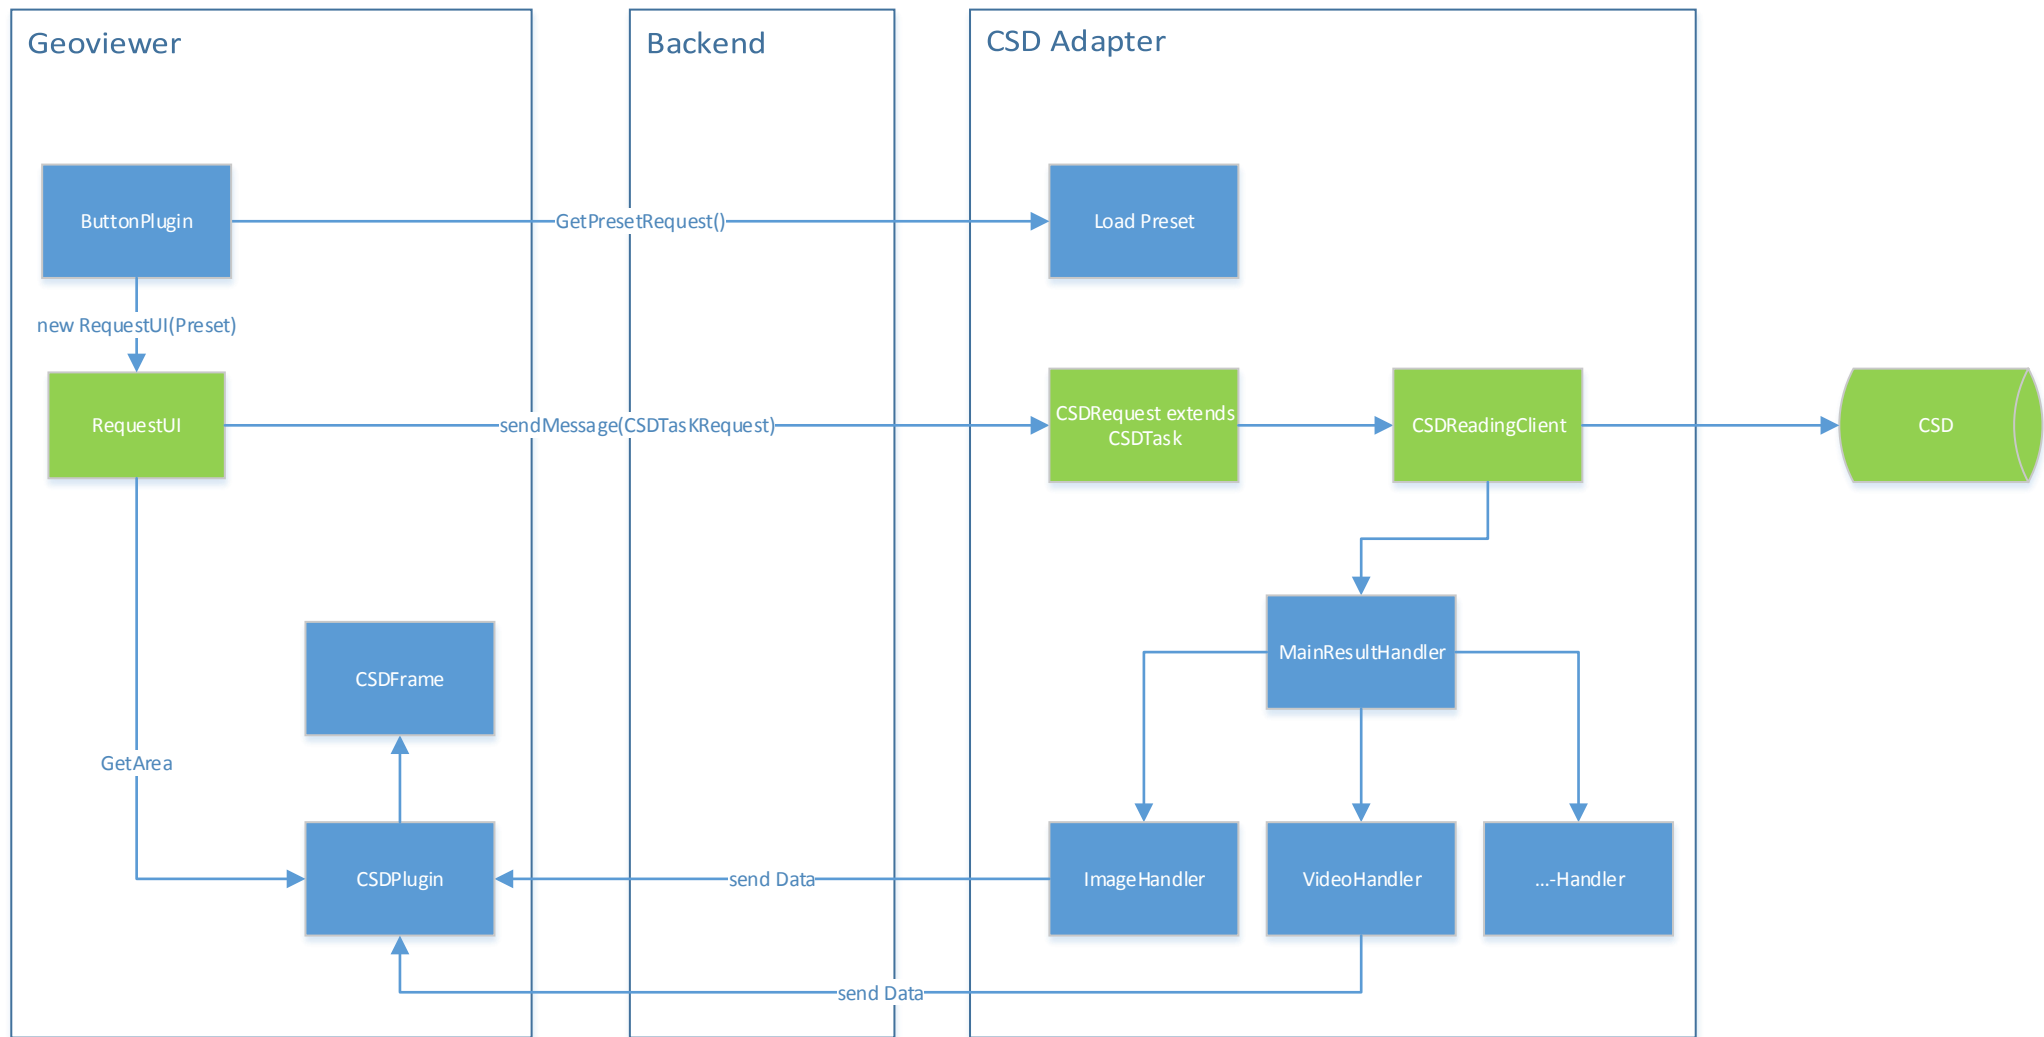 Geoviewer
Backend
CSD Adapter
ButtonPlugin
GetPresetRequest()
Load Preset
new RequestUI(Preset)
RequestUI
sendMessage(CSDTasKRequest)
CSDRequest extends
CSDTask
CSDReadingClient
CSD
CSDFrame
MainResultHandler
GetArea
CSDPlugin
send Data
ImageHandler
VideoHandler
...-Handler
send Data